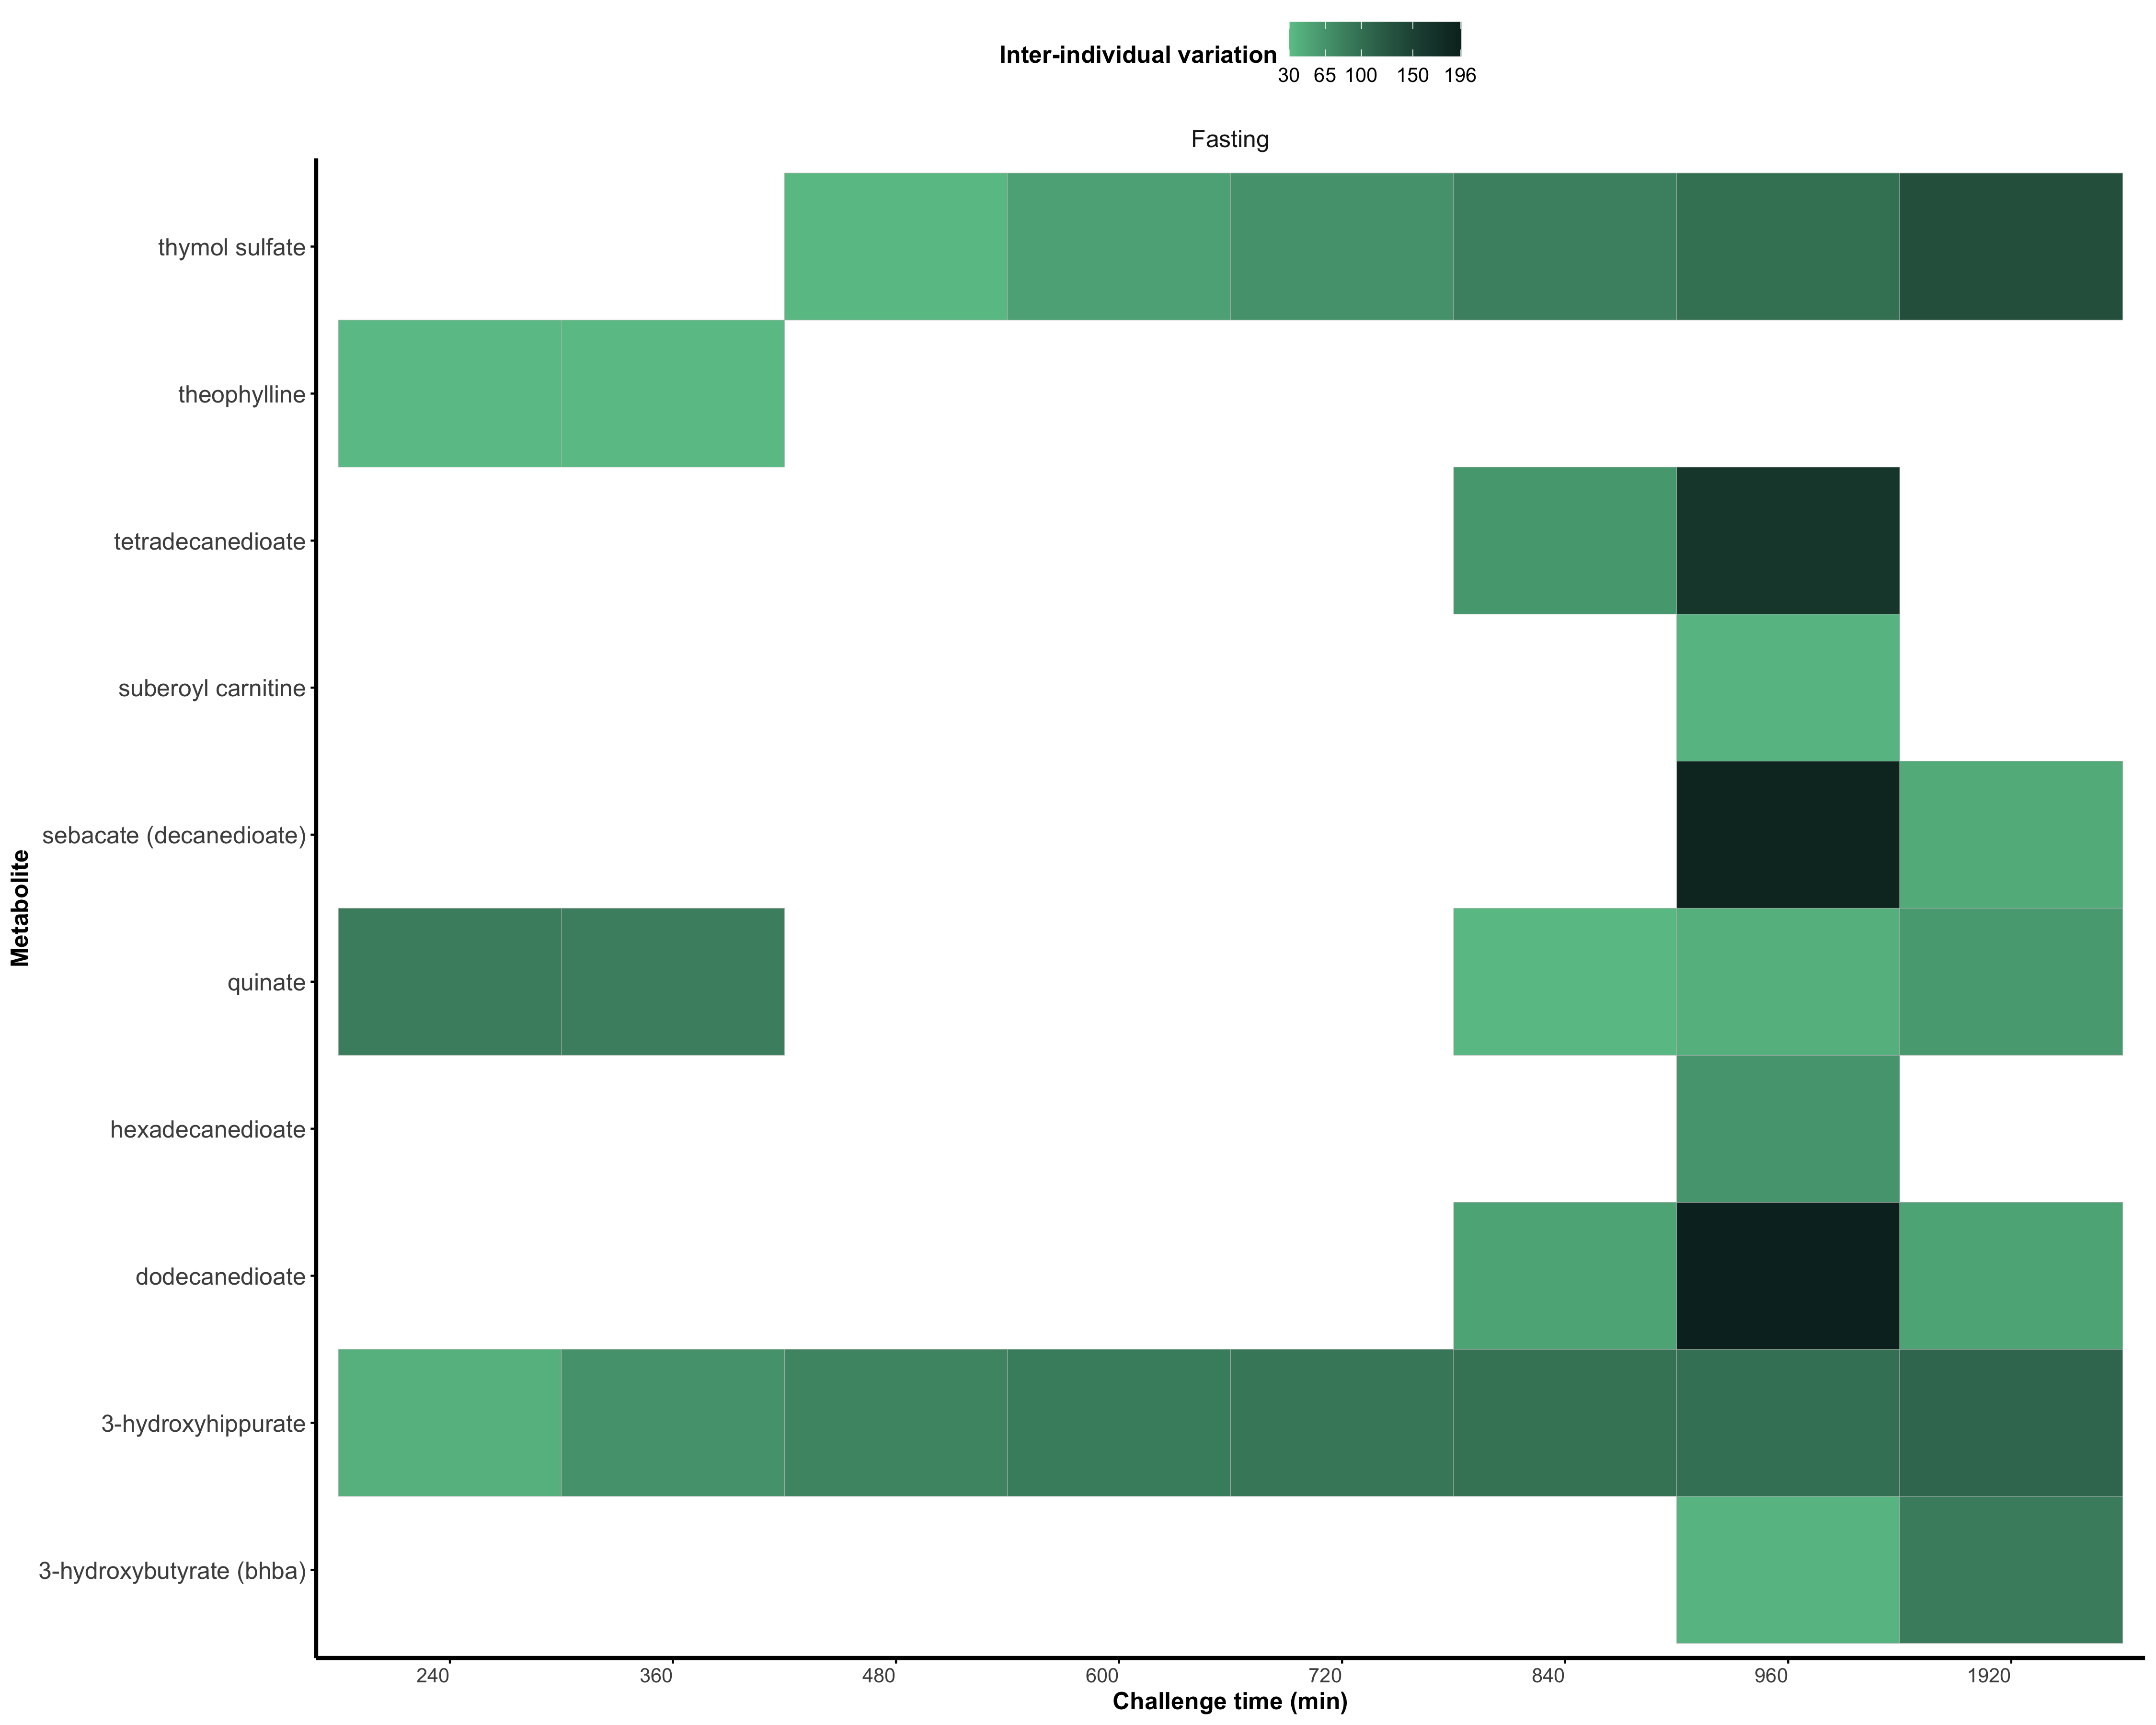 Inter-individual variation
30 65 100 150 196
Fasting
Metabolite
thymol sulfate
theophylline
tetradecanedioate
suberoyl carnitine
sebacate (decanedioate)
quinate
hexadecanedioate
dodecanedioate
3-hydroxyhippurate
3-hydroxybutyrate (bhba)
240 360 480 600 720 840 960 1920
Challenge time (min)